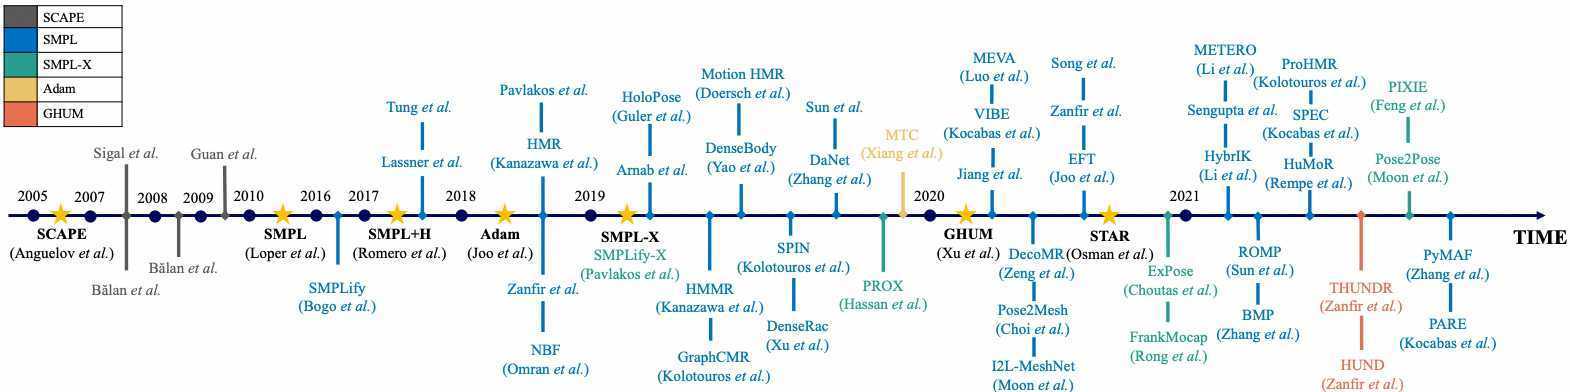 SCAPE
SMPL
SMPL-X
Adam
GHUM
Sigal et al.
Guan et al.
Tung et al.
Lassner et al.
Pavlakos et al.
HMR
(Kanazawa et al.)
HoloPose
(Guler et al.)
Arnab et al.
Motion HMR
(Doersch et al.)
DenseBody
(Yao et al.)
Sun et al.
DaNet
(Zhang et al.)
MTC
(Xiang et al.)
MEVA
(Luo et al.)
VIBE
(Kocabas et al.)
Jiang et al.
Song et al.
Zanfir et al.
EFT
(Joo et al.)
METERO
(Li et al.)
Sengupta et al.
HybrIK
(Li et al.)
ProHMR
(Kolotouros et al.)
SPEC
(Kocabas et al.)
HuMoR
(Rempe et al.)
PIXIE
(Feng et al.)
Pose2Pose
(Moon et al.)
2005
2007
2008
2009
2010
2016
2017
2018
2019
2020
2021
TIME
SCAPE
(Anguelov et al.)
Bălan et al.
Bălan et al.
SMPL
(Loper et al.)
SMPLify
(Bogo et al.)
SMPL+H
(Romero et al.)
Adam
(Joo et al.)
Zanfir et al.
NBF
(Omran et al.)
SMPL-X
SMPLify-X
(Pavlakos et al.)
HMMR
(Kanazawa et al.)
GraphCMR
(Kolotouros et al.)
SPIN
(Kolotouros et al.)
DenseRac
(Xu et al.)
PROX
(Hassan et al.)
GHUM
(Xu et al.)
DecoMR
(Zeng et al.)
Pose2Mesh
(Choi et al.)
I2L-MeshNet
(Moon et al.)
STAR
(Osman et al.)
ExPose
(Choutas et al.)
FrankMocap
(Rong et al.)
ROMP
(Sun et al.)
BMP
(Zhang et al.)
THUNDR
(Zanfir et al.)
HUND
(Zanfir et al.)
PyMAF
(Zhang et al.)
PARE
(Kocabas et al.)